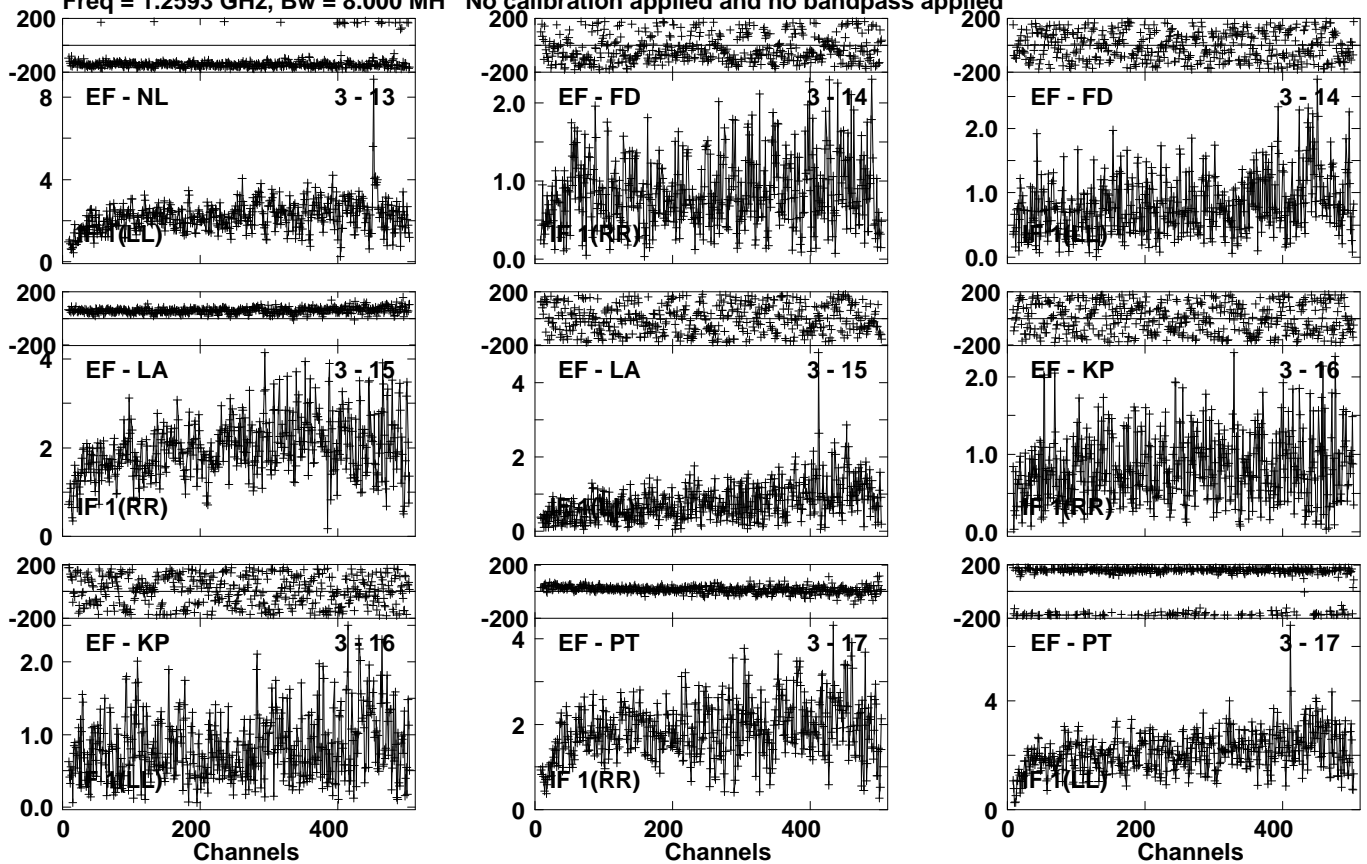 Freq = 1.2593 GHz, Bw = 8.000 MH No calibration applied and no bandpass applied
200
-200
EF - NL 3 - 13
8
4
0
IF 1(LL)
200
-200
EF - FD 3 - 14
2.0
1.0
0.0
IF 1(RR)
200
-200
EF - FD 3 - 14
2.0
1.0
0.0
IF 1(LL)
200
-200
EF - LA 3 - 15
4
2
0
IF 1(RR)
200
-200
EF - LA 3 - 15
4
2
0
200
-200
EF - KP 3 - 16
2.0
1.0
0.0
IF 1(RR)
200
-200
EF - KP 3 - 16
2.0
1.0
0.0
IF 1(LL)
0 200 400
Channels
200
-200
EF - PT 3 - 17
4
2
0
IF 1(RR)
0 200 400
Channels
200
-200
EF - PT 3 - 17
4
0
IF 1(LL)
0 200 400
Channels